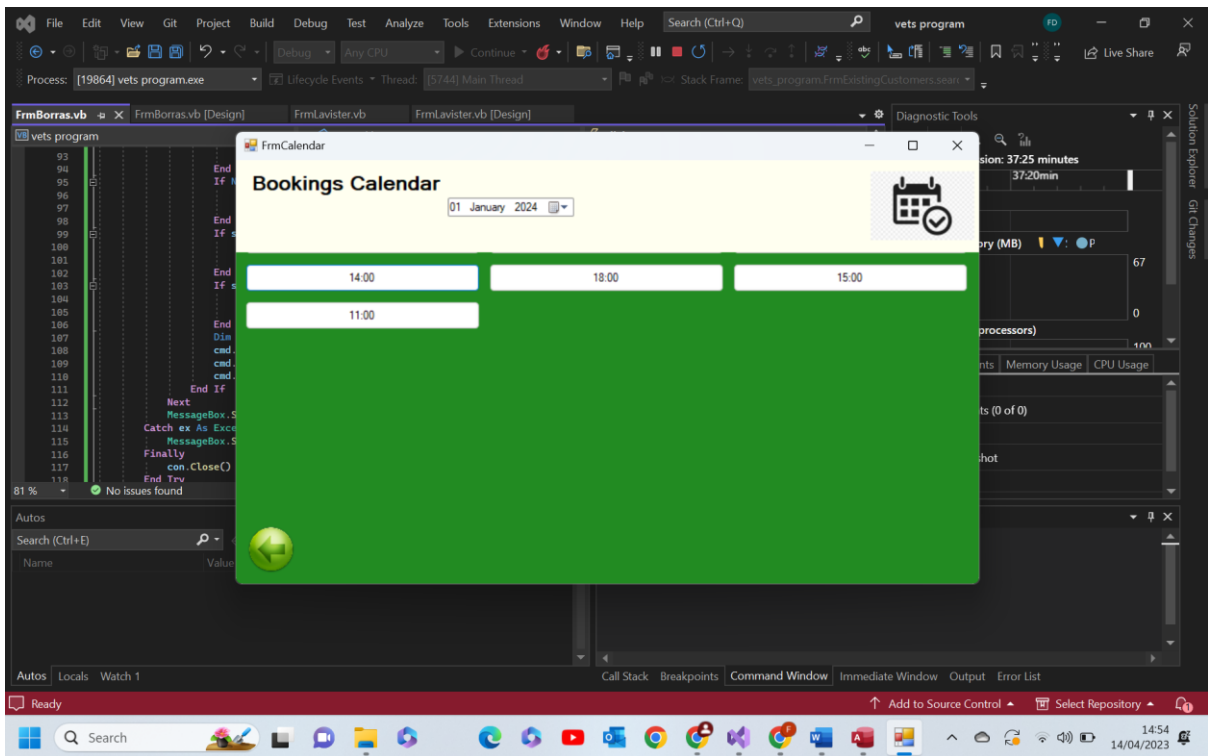 File Edit View Git Project Build Debug Test Analyze Tools Extensions Window Help Search (Ctrl+Q) vets program FD
Debug Any CPU Continue Live Share
Process: [19864] vets program.exe Lifecycle Events Thread: [5744] Main Thread Stack Frame: vets_program.FrmExistingCustomers.sean
FrmBorras.vb FrmBorras.vb [Design] FrmLavister.vb FrmLavister.vb [Design] Diagnostic Tools
Solution Explorer
Git Changes
VB vets program
FrmCalendar
Bookings Calendar
01 January 2024
14:00 18:00 15:00
11:00
sion: 37:25 minutes
37:20min
ory (MB) P
67
0
processors)
100
nts Memory Usage CPU Usage
ts (0 of 0)
shot
93
94 End
95 If N
96
97
98 End
99 If s
100
101
102 End
103 If s
104
105
106 End
107 Dim
108 cmd.
109 cmd.
110 cmd.
111 End If
112 Next
113 MessageBox.S
114 Catch ex As Exce
115 MessageBox.S
116 Finally
117 con.Close()
118 End Try
81 % No issues found
Autos
Search (Ctrl+E)
Name Value
Autos Locals Watch 1
Call Stack Breakpoints Command Window Immediate Window Output Error List
Ready Add to Source Control Select Repository
Search
14:54
14/04/2023